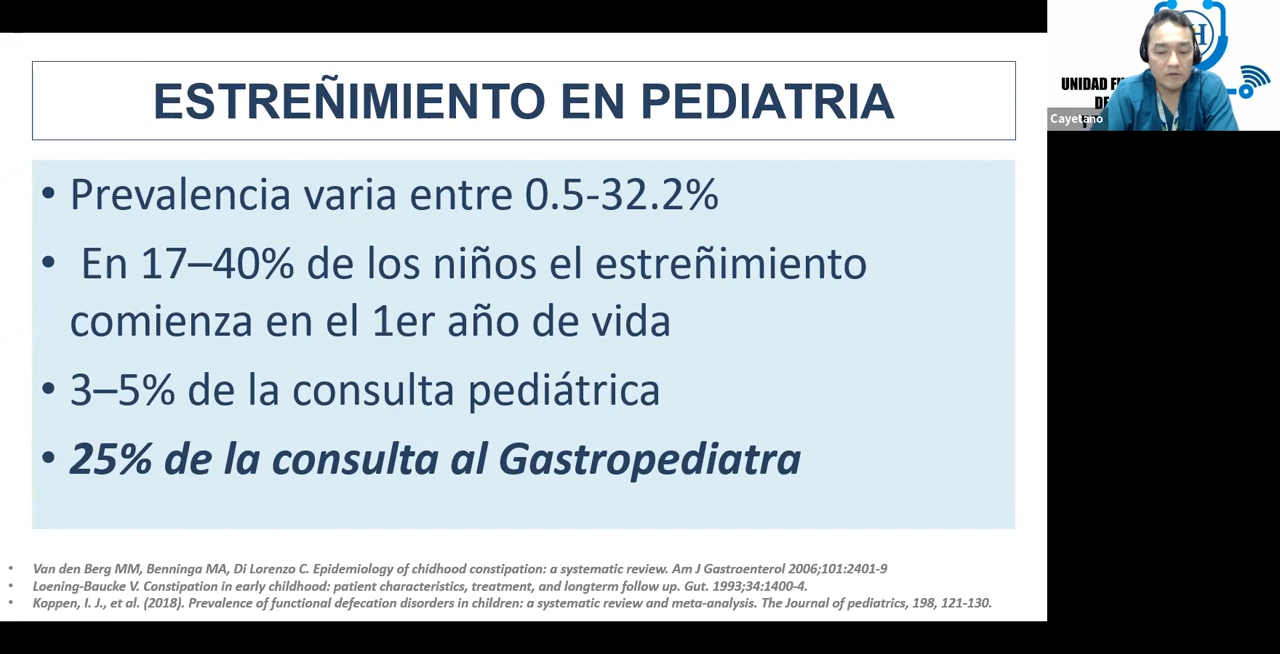 ESTREÑIMIENTO EN PEDIATRIA
• Prevalencia varia entre 0.5-32.2%
• En 17–40% de los niños el estreñimiento
comienza en el 1er año de vida
• 3–5% de la consulta pediátrica
• 25% de la consulta al Gastropediatra
• Van den Berg MM, Benninga MA, Di Lorenzo C. Epidemiology of chidhood constipation: a systematic review. Am J Gastroenterol 2006;101:2401-9
• Loening-Baucke V. Constipation in early childhood: patient characteristics, treatment, and longterm follow up. Gut. 1993;34:1400-4.
• Koppen, I. J., et al. (2018). Prevalence of functional defecation disorders in children: a systematic review and meta-analysis. The Journal of pediatrics, 198, 121-130.
H
UNIDAD
DE
Cayetano